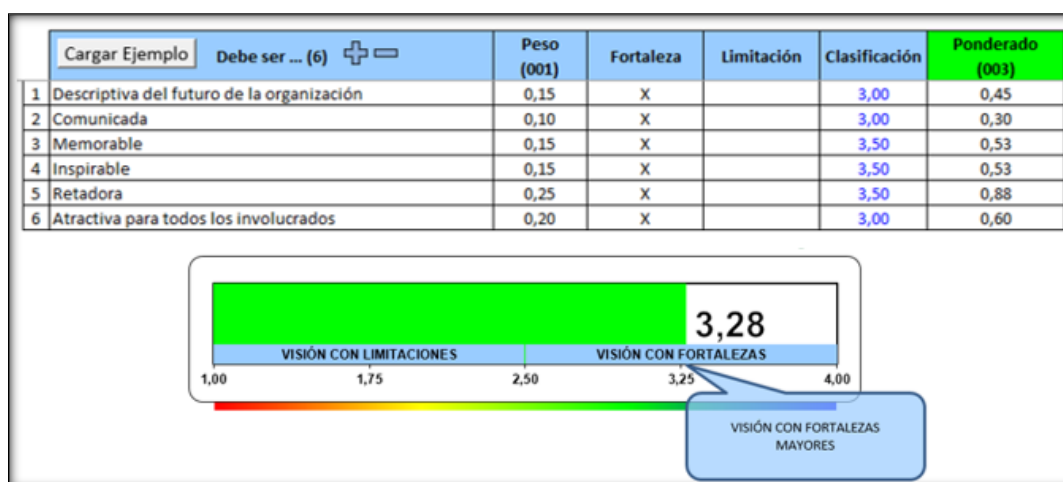 Cargar Ejemplo Debe ser ... (6) Peso (001) Fortaleza Limitación Clasificación Ponderado (003)
1 Descriptiva del futuro de la organización 0,15 X 3,00 0,45
2 Comunicada 0,10 X 3,00 0,30
3 Memorable 0,15 X 3,50 0,53
4 Inspirable 0,15 X 3,50 0,53
5 Retadora 0,25 X 3,50 0,88
6 Atractiva para todos los involucrados 0,20 X 3,00 0,60
3,28
VISIÓN CON LIMITACIONES VISIÓN CON FORTALEZAS
1,00 1,75 2,50 3,25 4,00
VISIÓN CON FORTALEZAS
MAYORES